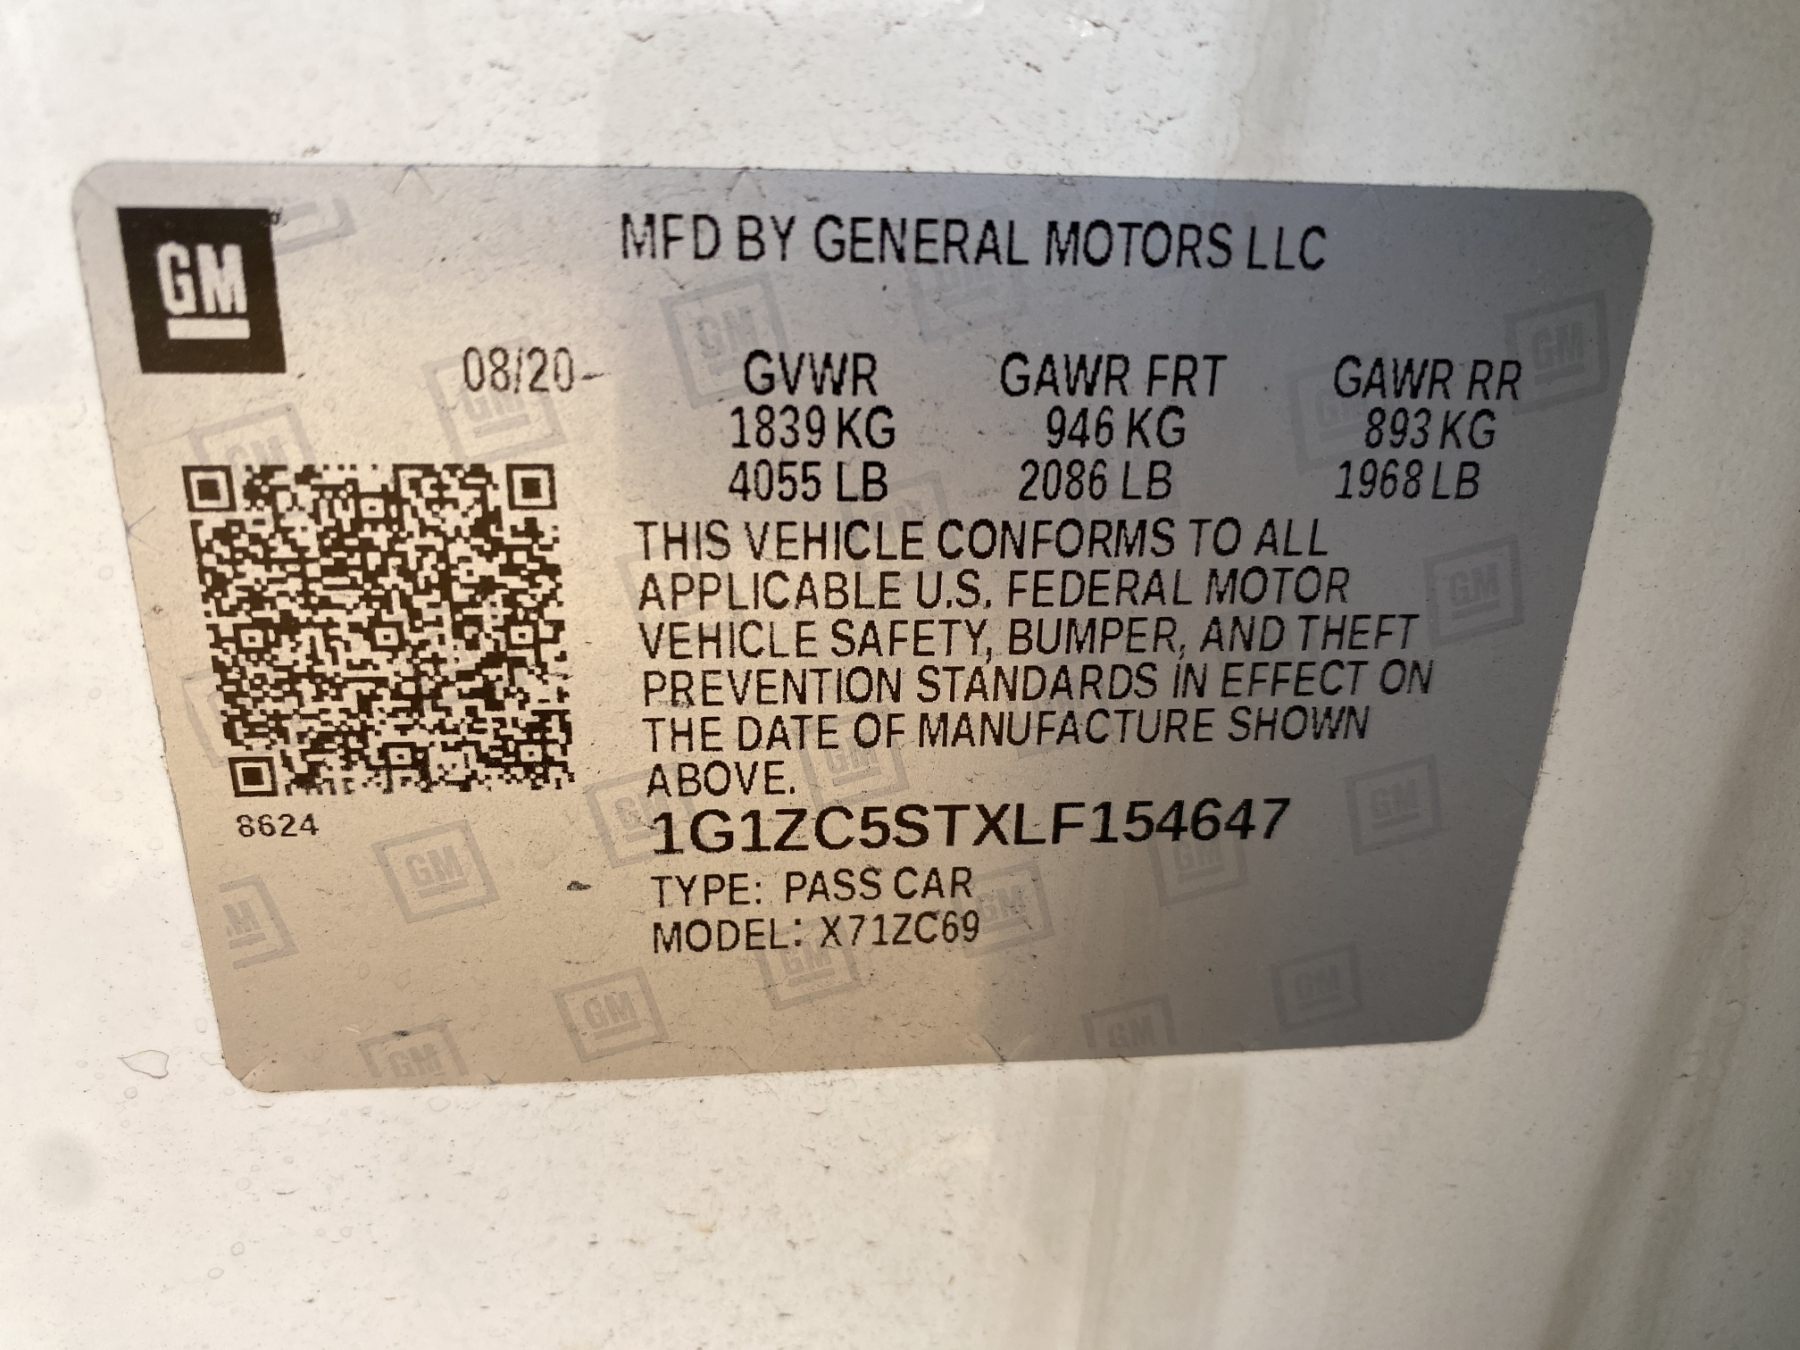 GM
MFD BY GENERAL MOTORS LLC
08/20 GVWR GAWR FRT GAWR RR
1839 KG 946 KG 893 KG
4055 LB 2086 LB 1968 LB
THIS VEHICLE CONFORMS TO ALL
APPLICABLE U.S. FEDERAL MOTOR
VEHICLE SAFETY, BUMPER, AND THEFT
PREVENTION STANDARDS IN EFFECT ON
THE DATE OF MANUFACTURE SHOWN
ABOVE.
8624
1G1ZC5STXLF154647
TYPE: PASS CAR
MODEL: X71ZC69